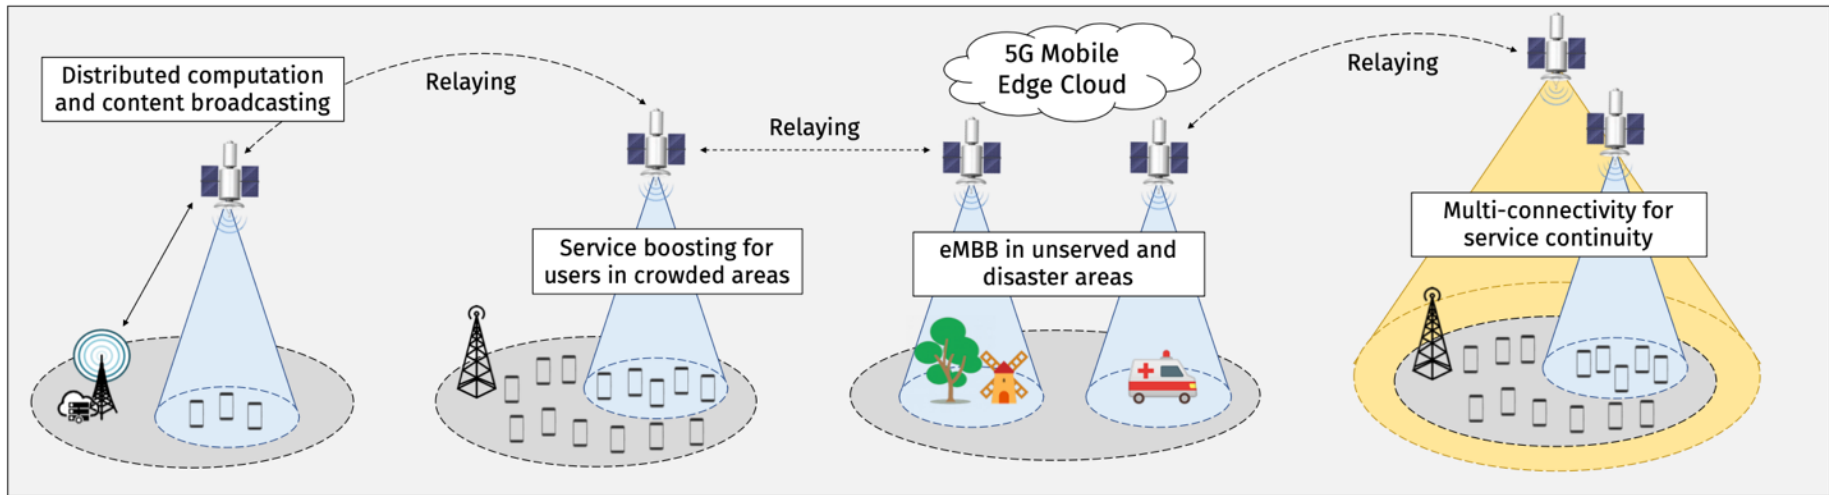 Distributed computation
and content broadcasting
Relaying
Service boosting for
users in crowded areas
Relaying
5G Mobile
Edge Cloud
eMBB in unserved and
disaster areas
Relaying
Multi-connectivity for
service continuity